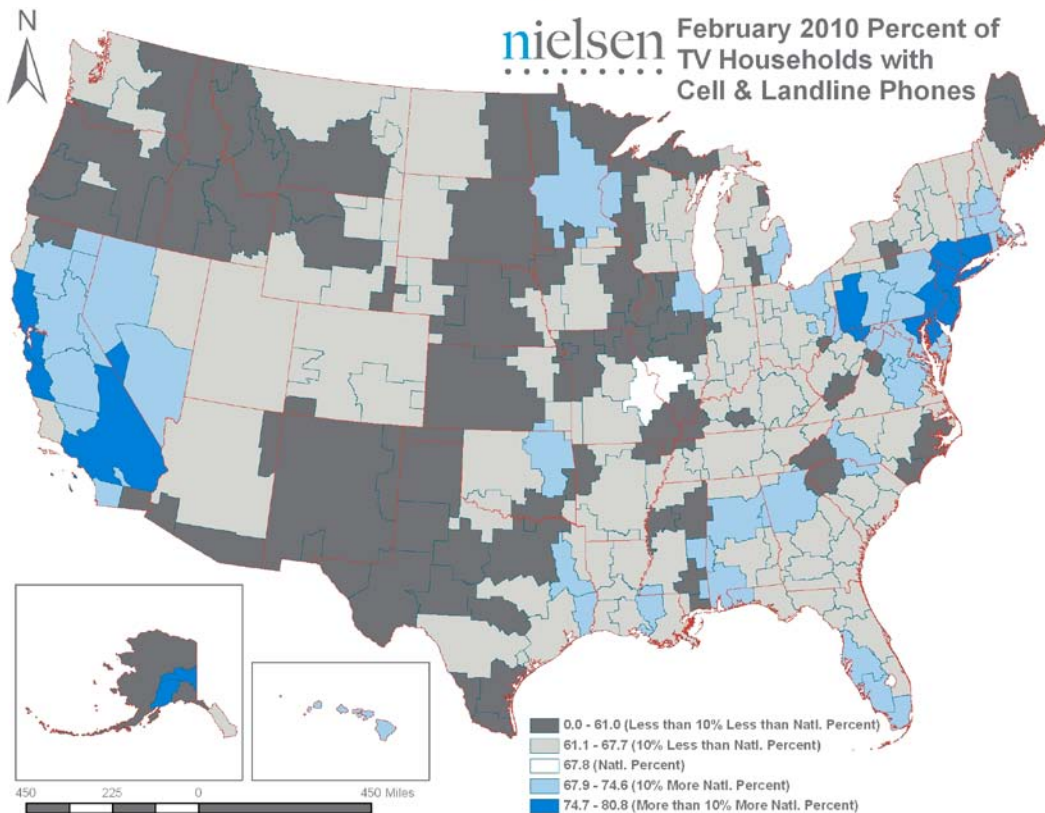 N
nielsen
February 2010 Percent of
TV Households with
Cell & Landline Phones
0.0 - 61.0 (Less than 10% Less than Natl. Percent)
61.1 - 67.7 (10% Less than Natl. Percent)
67.8 (Natl. Percent)
67.9 - 74.6 (10% More Natl. Percent)
74.7 - 80.8 (More than 10% More Natl. Percent)
450 225 0 450 Miles